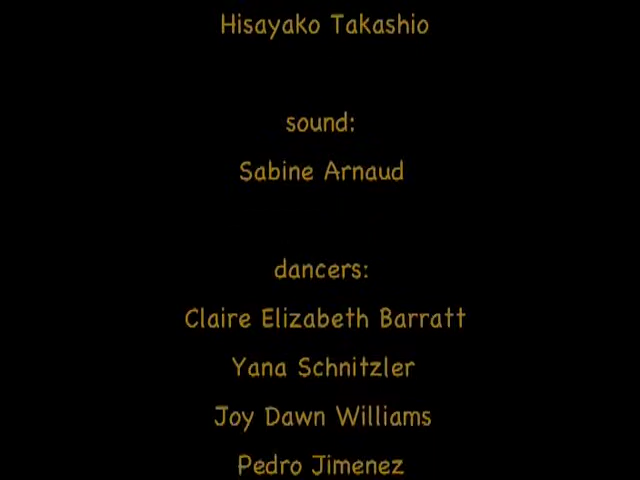 Hisayako Takashio
sound:
Sabine Arnaud
dancers:
Claire Elizabeth Barratt
Yana Schnitzler
Joy Dawn Williams
Pedro Jimenez